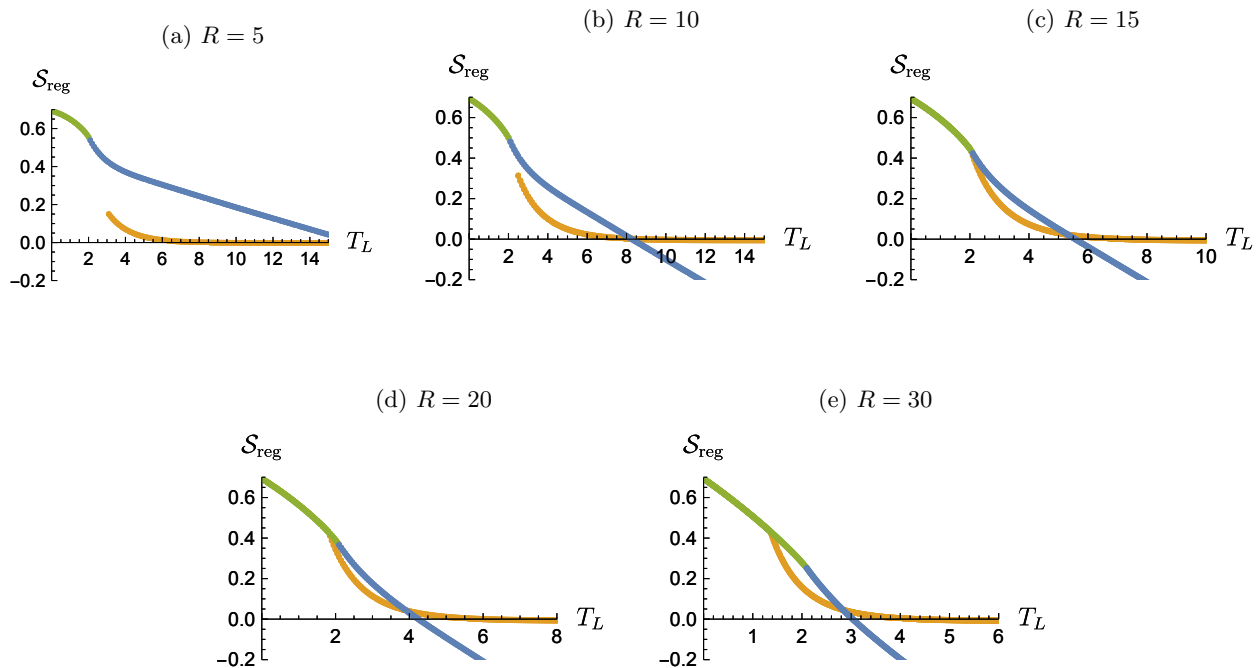 (a) R = 5
S_reg
0.6
0.4
0.2
0.0
−0.2
2 4 6 8 10 12 14
T_L
(b) R = 10
S_reg
0.6
0.4
0.2
0.0
−0.2
2 4 6 8 10 12 14
T_L
(c) R = 15
S_reg
0.6
0.4
0.2
0.0
−0.2
2 4 6 8 10
T_L
(d) R = 20
S_reg
0.6
0.4
0.2
0.0
−0.2
2 4 6 8
T_L
(e) R = 30
S_reg
0.6
0.4
0.2
0.0
−0.2
1 2 3 4 5 6
T_L